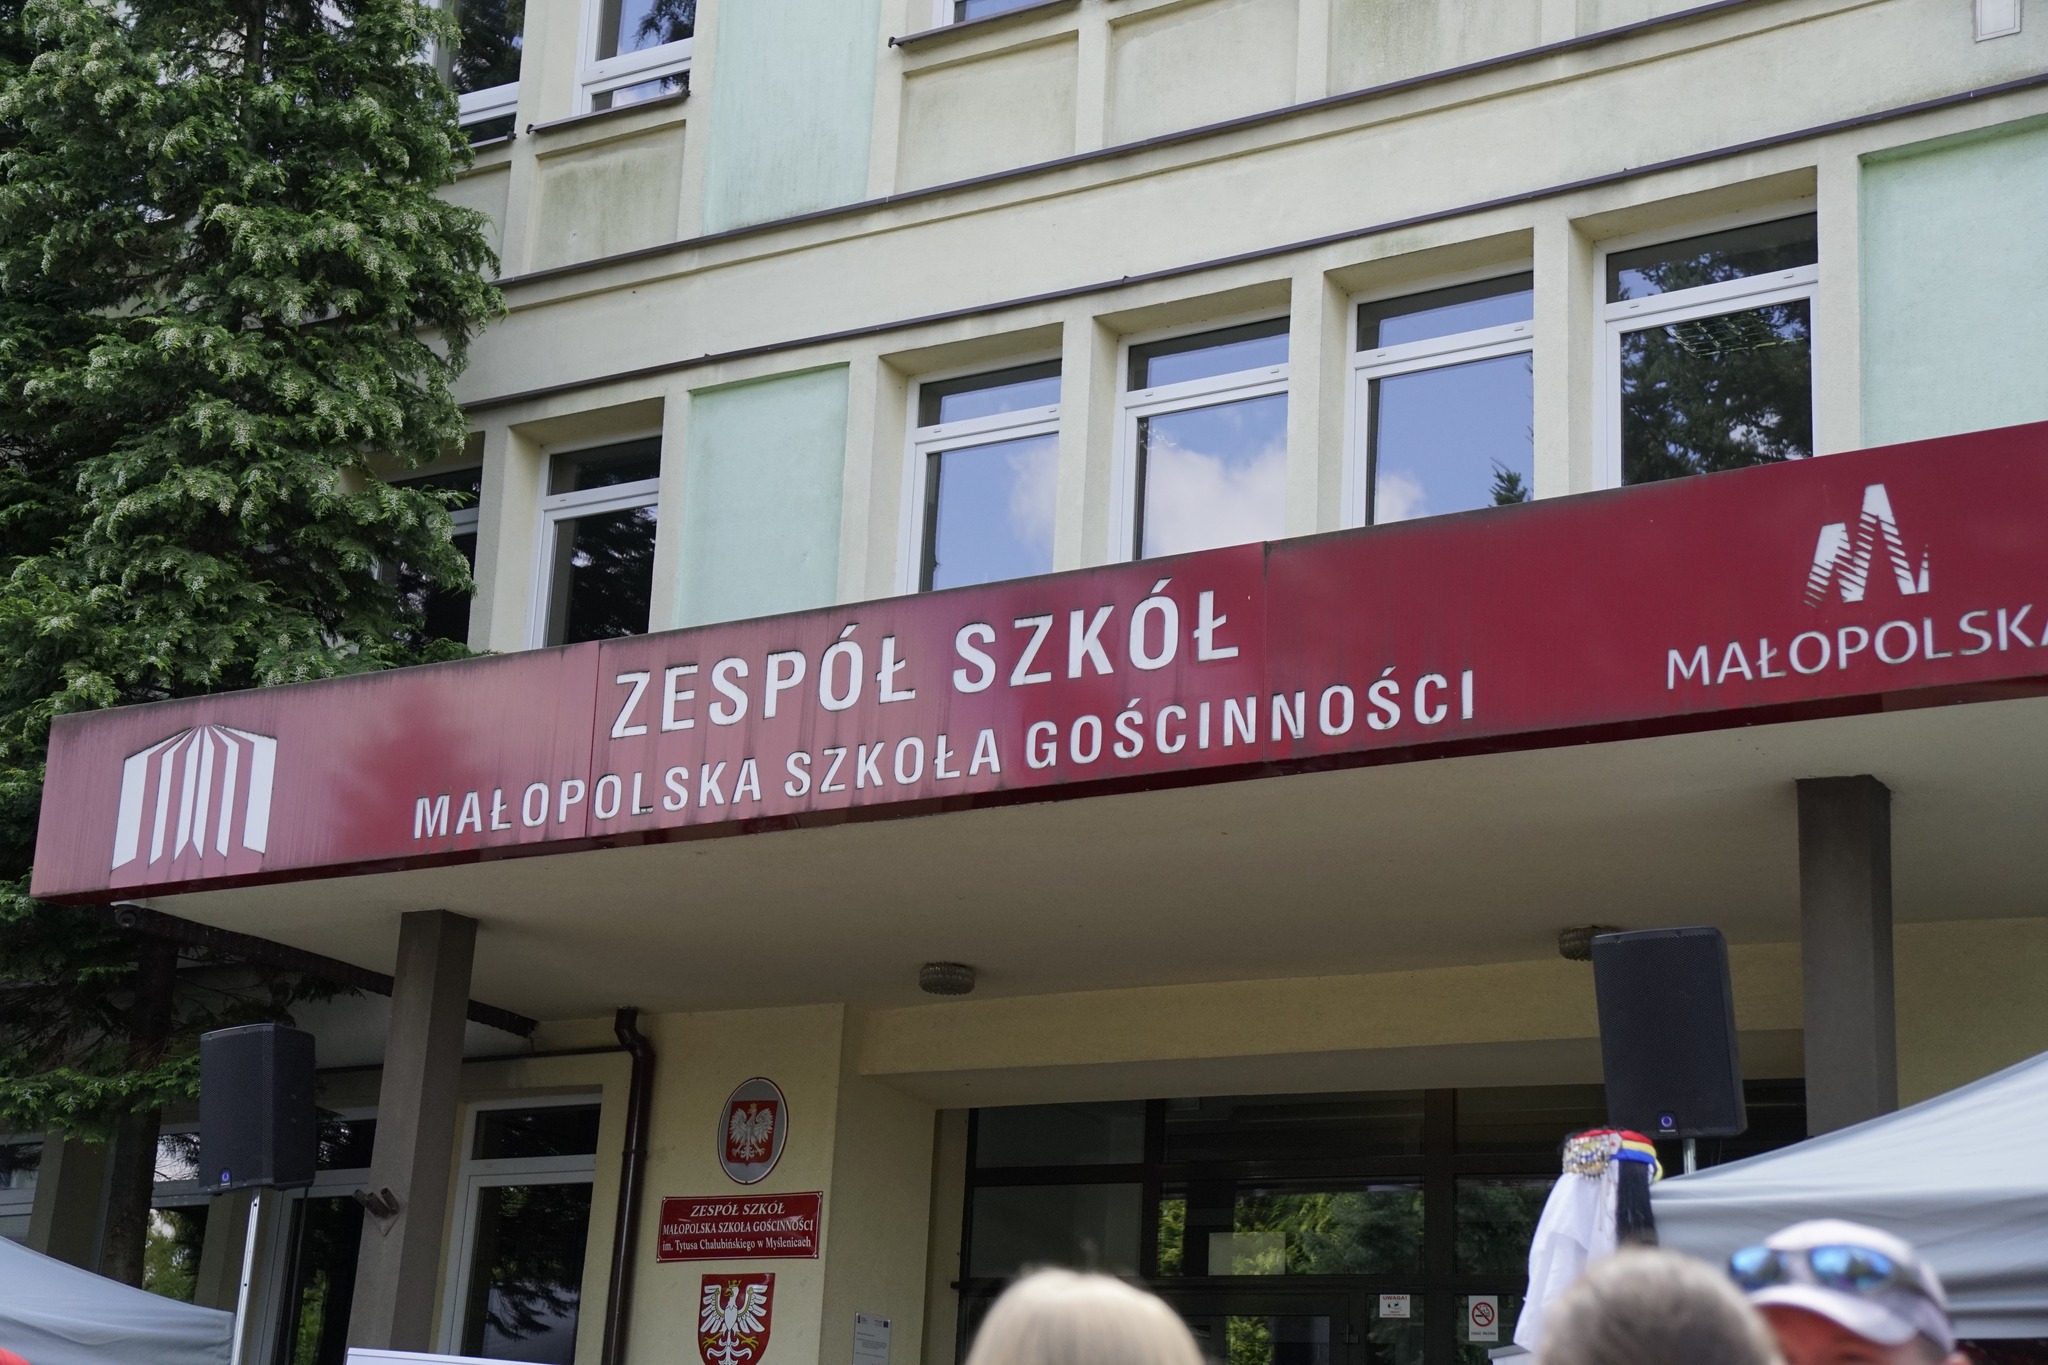 ZESPÓŁ SZKÓŁ
MAŁOPOLSKA SZKOŁA GOŚCINNOŚCI
MAŁOPOLSKA
ZESPÓŁ SZKÓŁ
MAŁOPOLSKA SZKOŁA GOŚCINNOŚCI
im. Tytusa Chałubińskiego w Myślenicach
UWAGA!